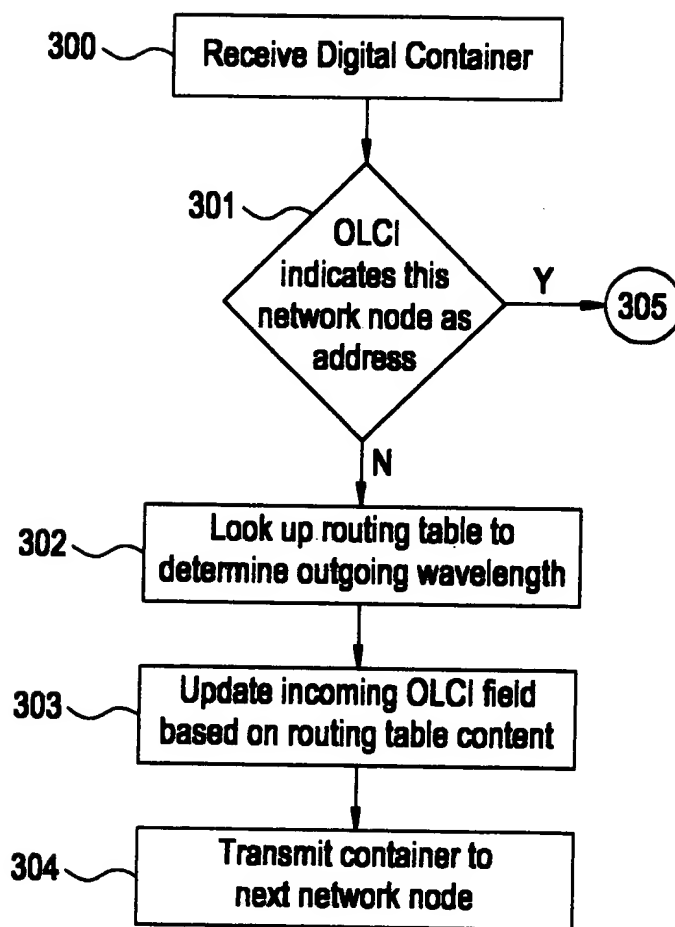 300
Receive Digital Container
301
OLCI
indicates this
network node as
address
Y
305
N
302
Look up routing table to
determine outgoing wavelength
303
Update incoming OLCI field
based on routing table content
304
Transmit container to
next network node